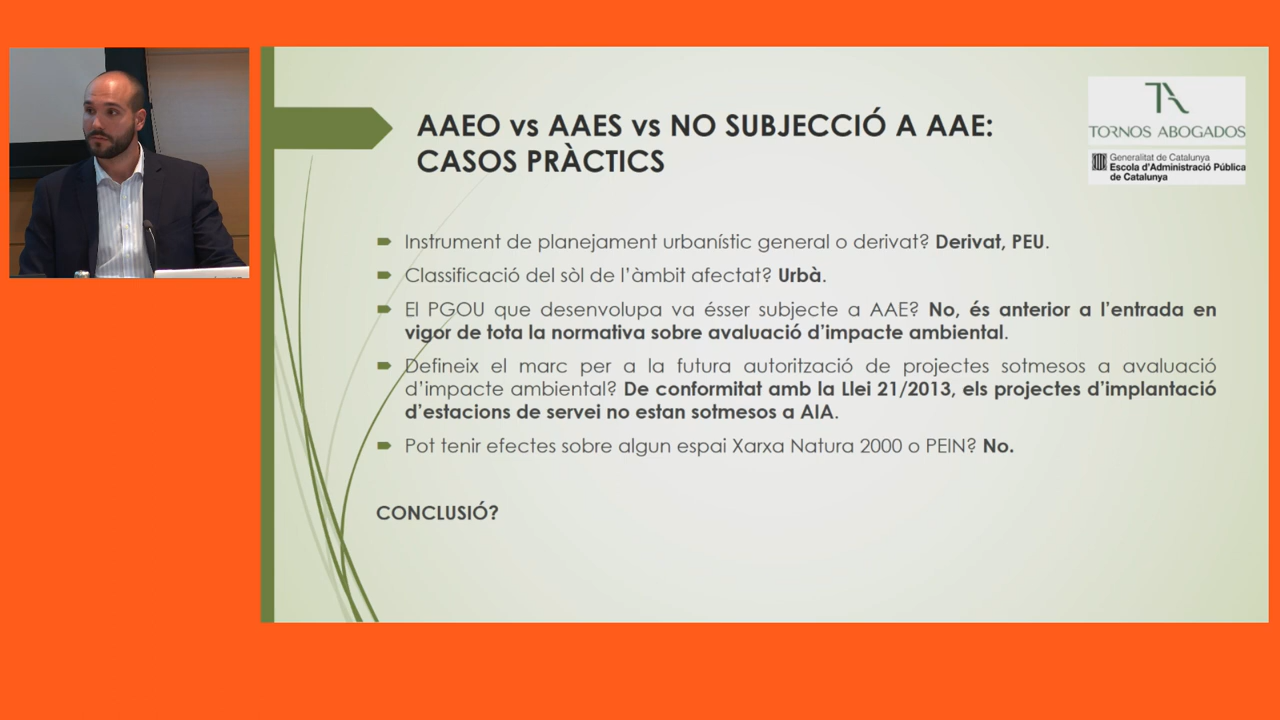 AAEO vs AAES vs NO SUBJECCIÓ A AAE:
CASOS PRÀCTICS
TA
TORNOS ABOGADOS
Generalitat de Catalunya
Escola d'Administració Pública
de Catalunya
Instrument de planejament urbanístic general o derivat? Derivat, PEU.
Classificació del sòl de l'àmbit afectat? Urbà.
El PGOU que desenvolupa va ésser subjecte a AAE? No, és anterior a l'entrada en
vigor de tota la normativa sobre avaluació d'impacte ambiental.
Defineix el marc per a la futura autorització de projectes sotmesos a avaluació
d'impacte ambiental? De conformitat amb la Llei 21/2013, els projectes d'implantació
d'estacions de servei no estan sotmesos a AIA.
Pot tenir efectes sobre algun espai Xarxa Natura 2000 o PEIN? No.
CONCLUSIÓ?